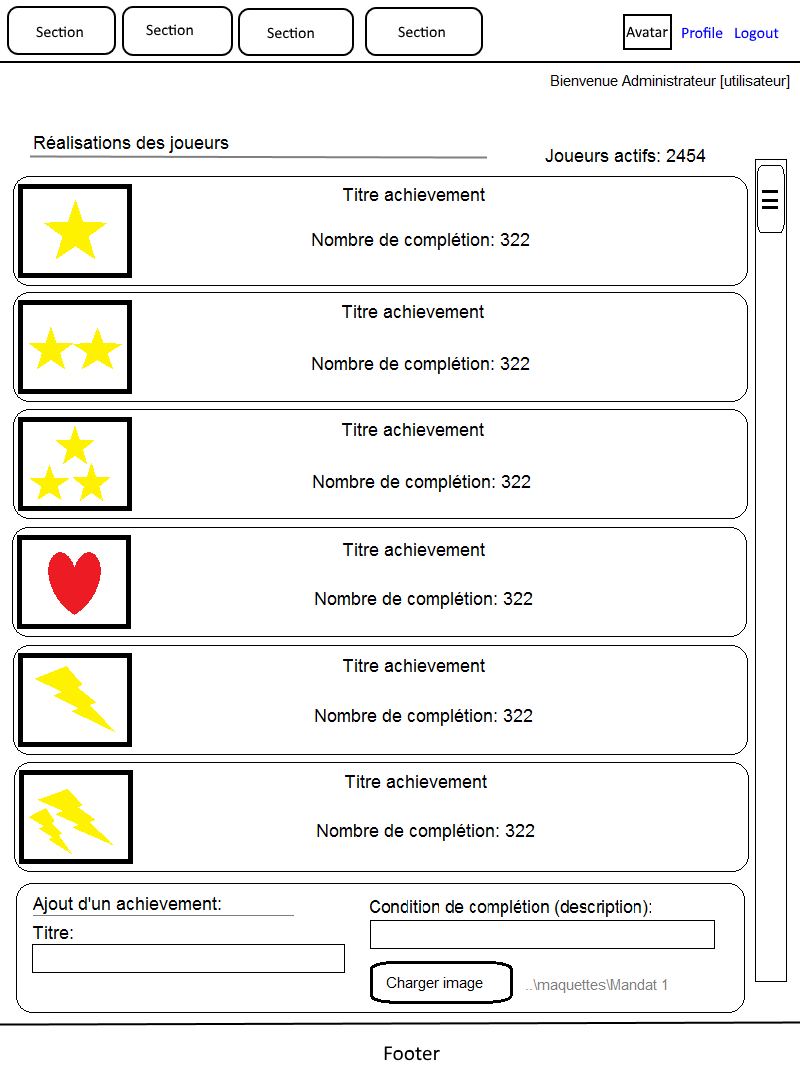 Section Section Section Section Avatar Profile Logout
Bienvenue Administrateur [utilisateur]
Réalisations des joueurs
Joueurs actifs: 2454
Titre achievement
Nombre de complétion: 322
Titre achievement
Nombre de complétion: 322
Titre achievement
Nombre de complétion: 322
Titre achievement
Nombre de complétion: 322
Titre achievement
Nombre de complétion: 322
Titre achievement
Nombre de complétion: 322
Ajout d'un achievement:
Titre:
Condition de complétion (description):
Charger image
..\maquettes\Mandat 1
Footer